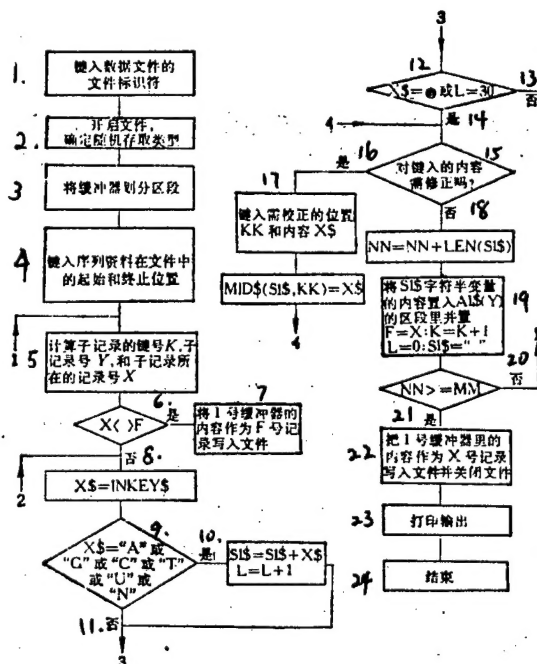 1.
键入数据文件的
文件标识符
2.
开启文件,
确定随机存取类型
3
将缓冲器划分区段
4
键入序列资料在文件中
的起始和终止位置
1
5
计算子记录的键号K,子
记录号 Y,和子记录所
在的记录号 X
6.
X〈 〉F
是
7
将1号缓冲器的
内容作为 F 号记
录写入文件
否 8.
2
X$=INKEY$
9.
X$="A" 或
"G" 或 "C" 或 "T"
或 "U" 或
"N"
10.
是
S1$=S1$+X$
L=L+1
11. 否
3
3
12
X$= 或L=30
13
否
4
是 14
15
对键入的内容
需修正吗?
16
是
17
键入需校正的位置
KK 和内容 X$
MID$(S1$,KK)=X$
4
否 18
NN=NN+LEN(S1$)
19
将S1$字符半变量
的内容置入A1$(Y)
的区段里并置
F=X:K=K+1
L=0:S1$=" "
20
否
NN>=MM
21
是
22
把1号缓冲器里的
内容作为 X 号记录
写入文件并关闭文件
23
打印输出
24
结束